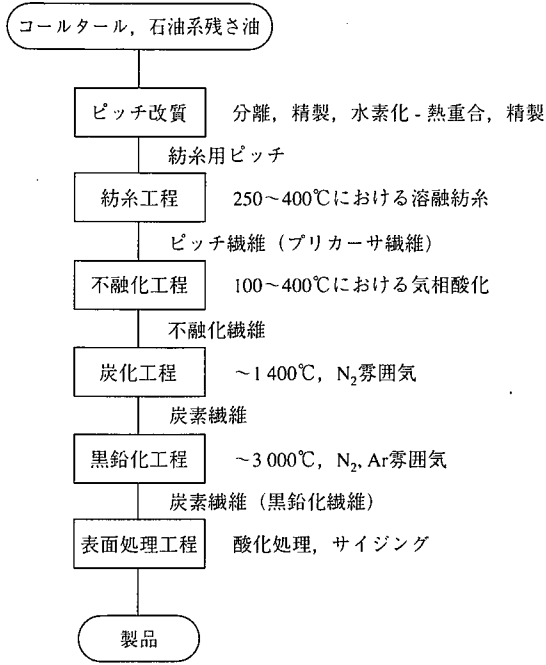 コールタール，石油系残さ油
ピッチ改質 分離，精製，水素化 - 熱重合，精製
紡糸用ピッチ
紡糸工程 250～400℃における溶融紡糸
ピッチ繊維（プリカーサ繊維）
不融化工程 100～400℃における気相酸化
不融化繊維
炭化工程 ～1 400℃，N₂雰囲気
炭素繊維
黒鉛化工程 ～3 000℃，N₂, Ar雰囲気
炭素繊維（黒鉛化繊維）
表面処理工程 酸化処理，サイジング
製品